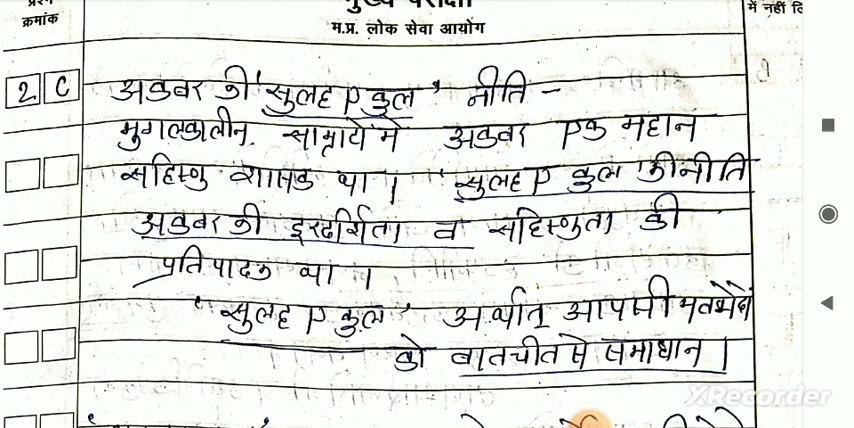 प्रश्न
क्रमांक
मुख्य परीक्षा
म.प्र. लोक सेवा आयोग
में नहीं लि
2 C अकबर की 'सुलह ए कुल' नीति -
मुगलकालीन साम्राटो में अकबर एक महान
सहिष्णु शासक था। 'सुलह ए कुल' की नीति
अकबर की दूरदर्शिता व सहिष्णुता की
प्रतिपादक था।
'सुलह ए कुल' अर्थात् आपसी मतभेदों
को बातचीत से समाधान।
XRecorder